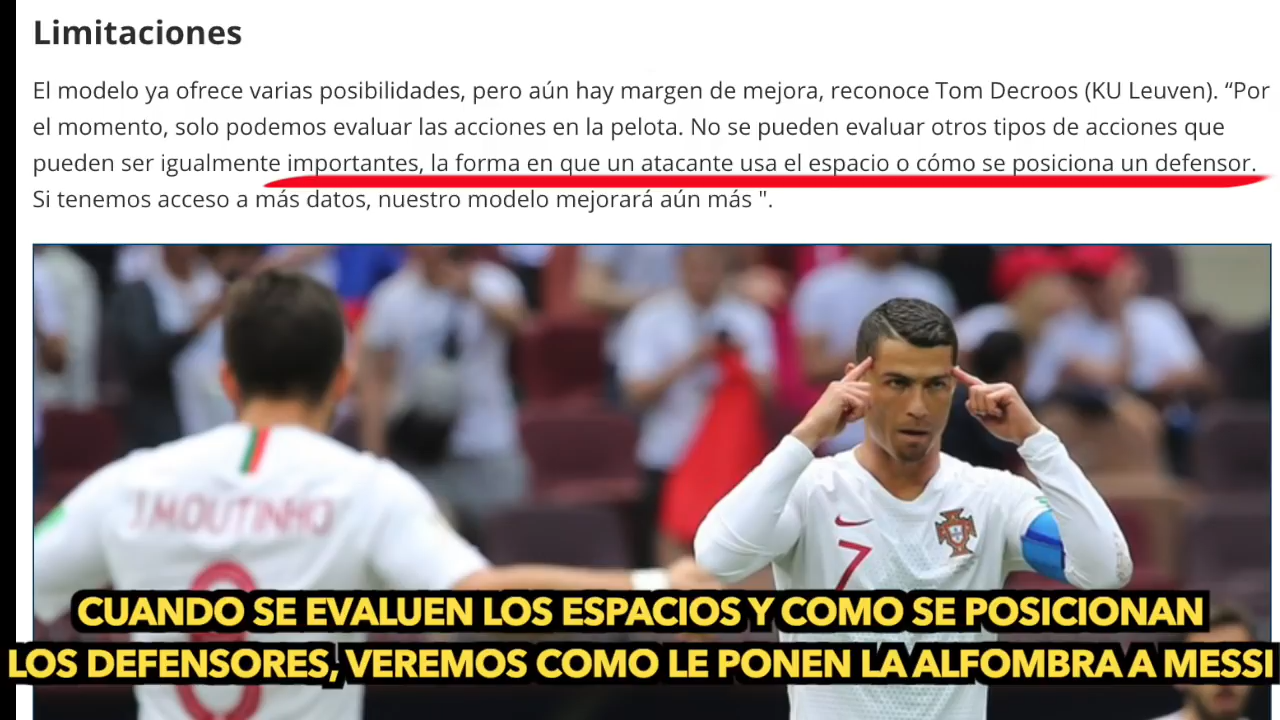 Limitaciones
El modelo ya ofrece varias posibilidades, pero aún hay margen de mejora, reconoce Tom Decroos (KU Leuven). “Por
el momento, solo podemos evaluar las acciones en la pelota. No se pueden evaluar otros tipos de acciones que
pueden ser igualmente importantes, la forma en que un atacante usa el espacio o cómo se posiciona un defensor.
Si tenemos acceso a más datos, nuestro modelo mejorará aún más ".
J.MOUTINHO
8
7
CUANDO SE EVALUEN LOS ESPACIOS Y COMO SE POSICIONAN
LOS DEFENSORES, VEREMOS COMO LE PONEN LA ALFOMBRA A MESSI